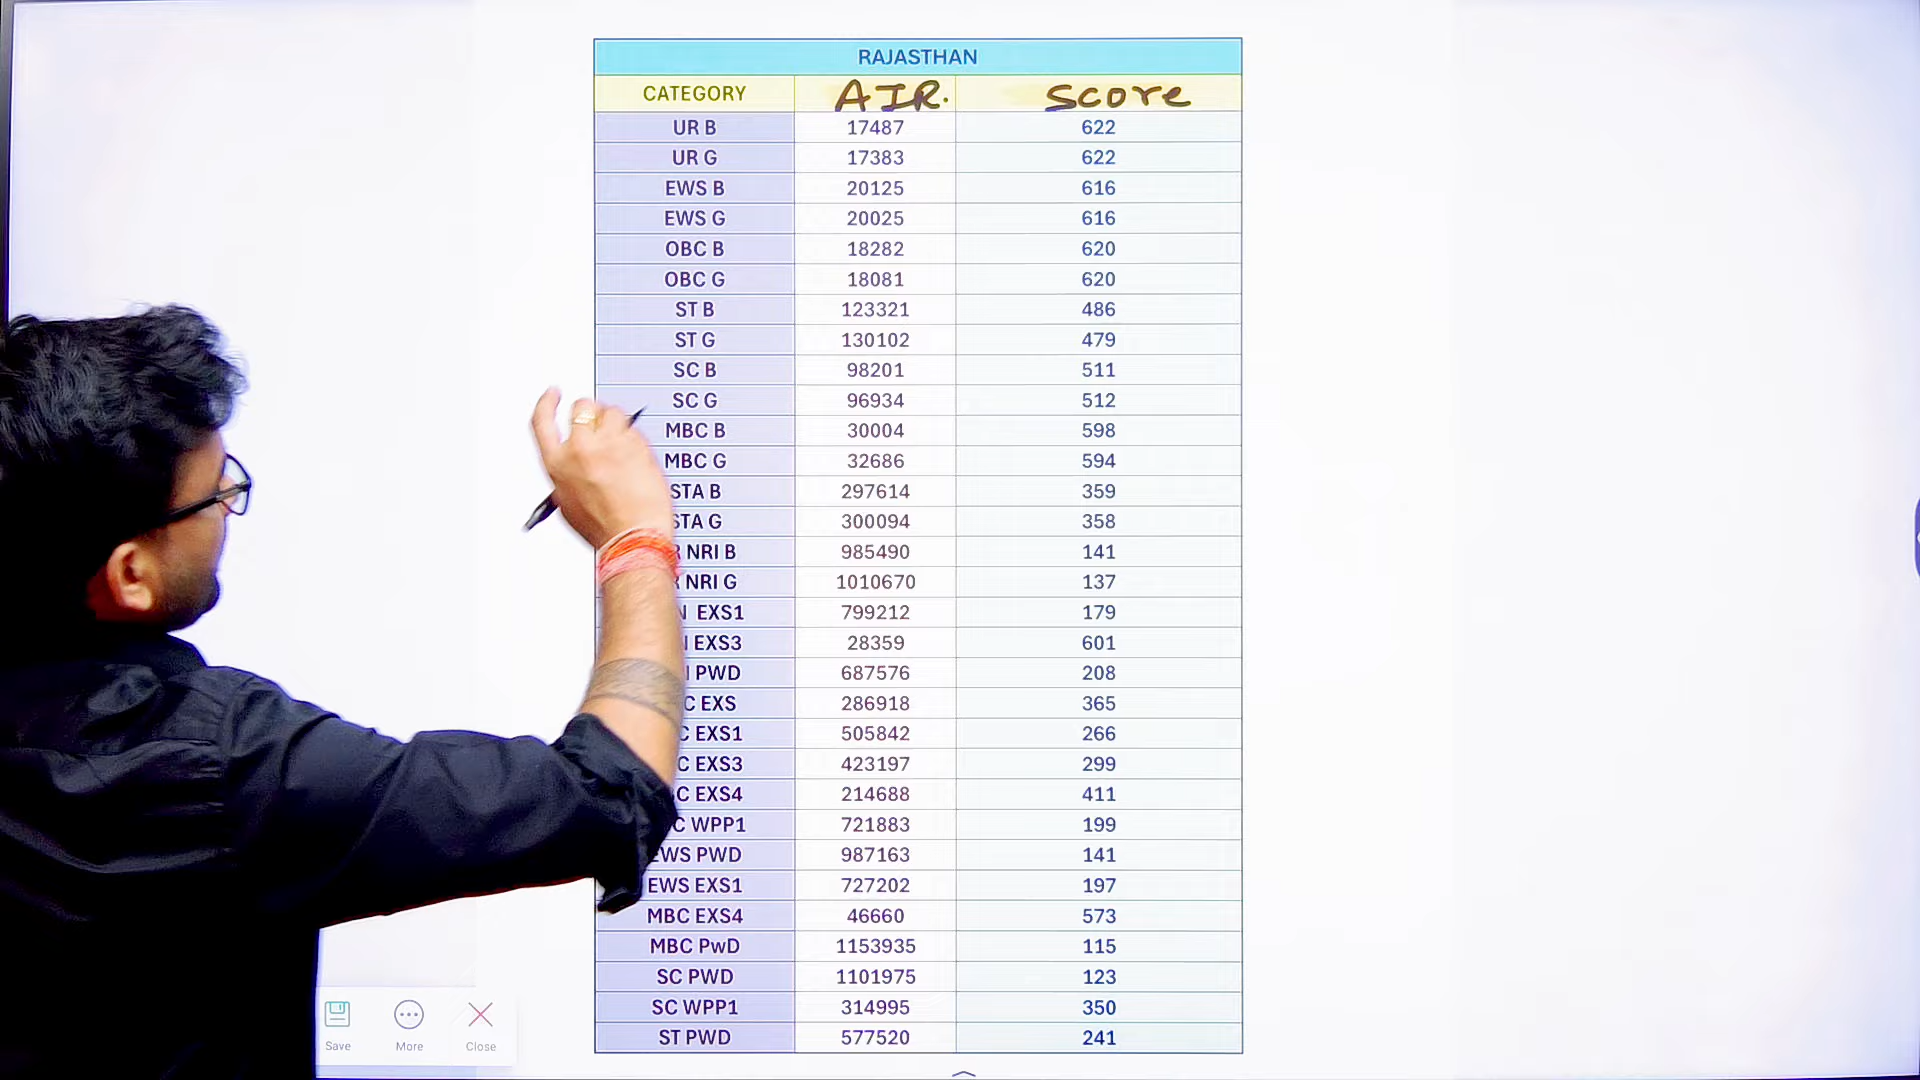 RAJASTHAN
CATEGORY AIR. Score
UR B 17487 622
UR G 17383 622
EWS B 20125 616
EWS G 20025 616
OBC B 18282 620
OBC G 18081 620
ST B 123321 486
ST G 130102 479
SC B 98201 511
SC G 96934 512
MBC B 30004 598
MBC G 32686 594
STA B 297614 359
STA G 300094 358
NRI B 985490 141
NRI G 1010670 137
EXS1 799212 179
EXS3 28359 601
PWD 687576 208
EXS 286918 365
EXS1 505842 266
EXS3 423197 299
EXS4 214688 411
WPP1 721883 199
EWS PWD 987163 141
EWS EXS1 727202 197
MBC EXS4 46660 573
MBC PwD 1153935 115
SC PWD 1101975 123
SC WPP1 314995 350
ST PWD 577520 241
Save More Close